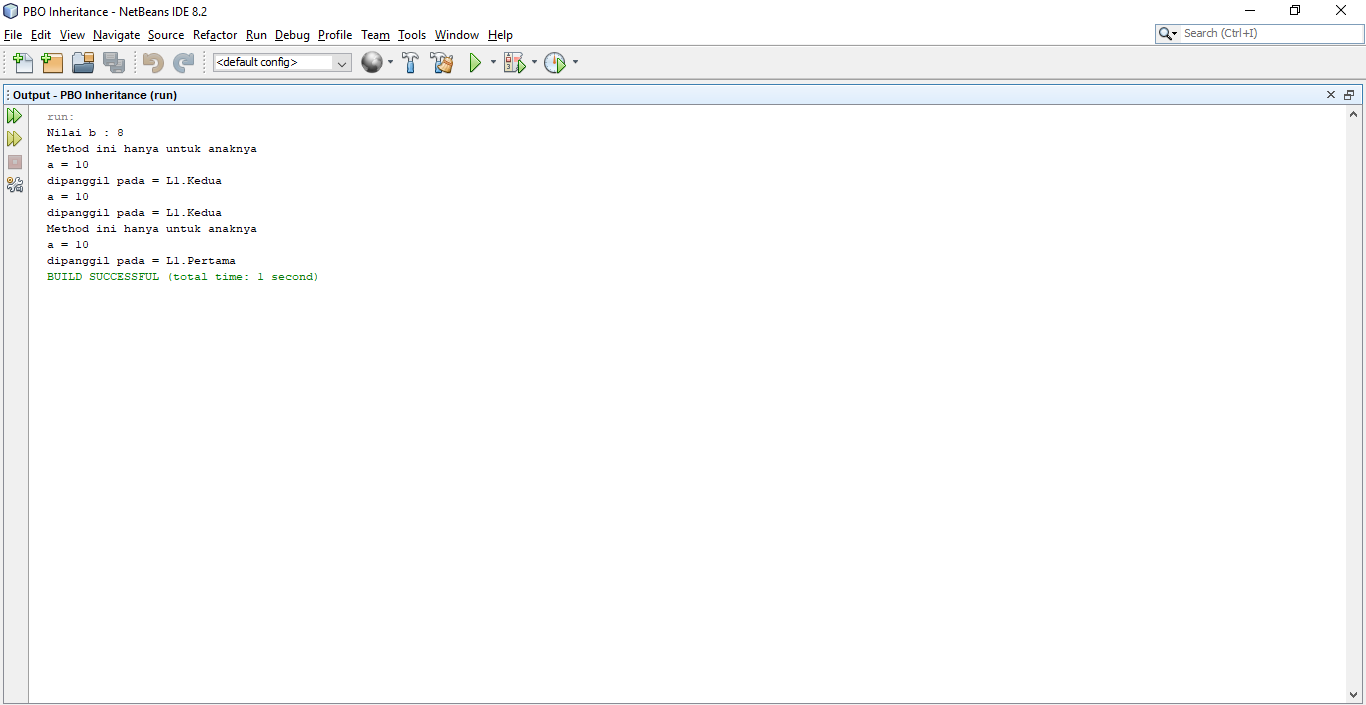 PBO Inheritance - NetBeans IDE 8.2
File Edit View Navigate Source Refactor Run Debug Profile Team Tools Window Help
Search (Ctrl+I)
<default config>
Output - PBO Inheritance (run)
run:
Nilai b : 8
Method ini hanya untuk anaknya
a = 10
dipanggil pada = L1.Kedua
a = 10
dipanggil pada = L1.Kedua
Method ini hanya untuk anaknya
a = 10
dipanggil pada = L1.Pertama
BUILD SUCCESSFUL (total time: 1 second)